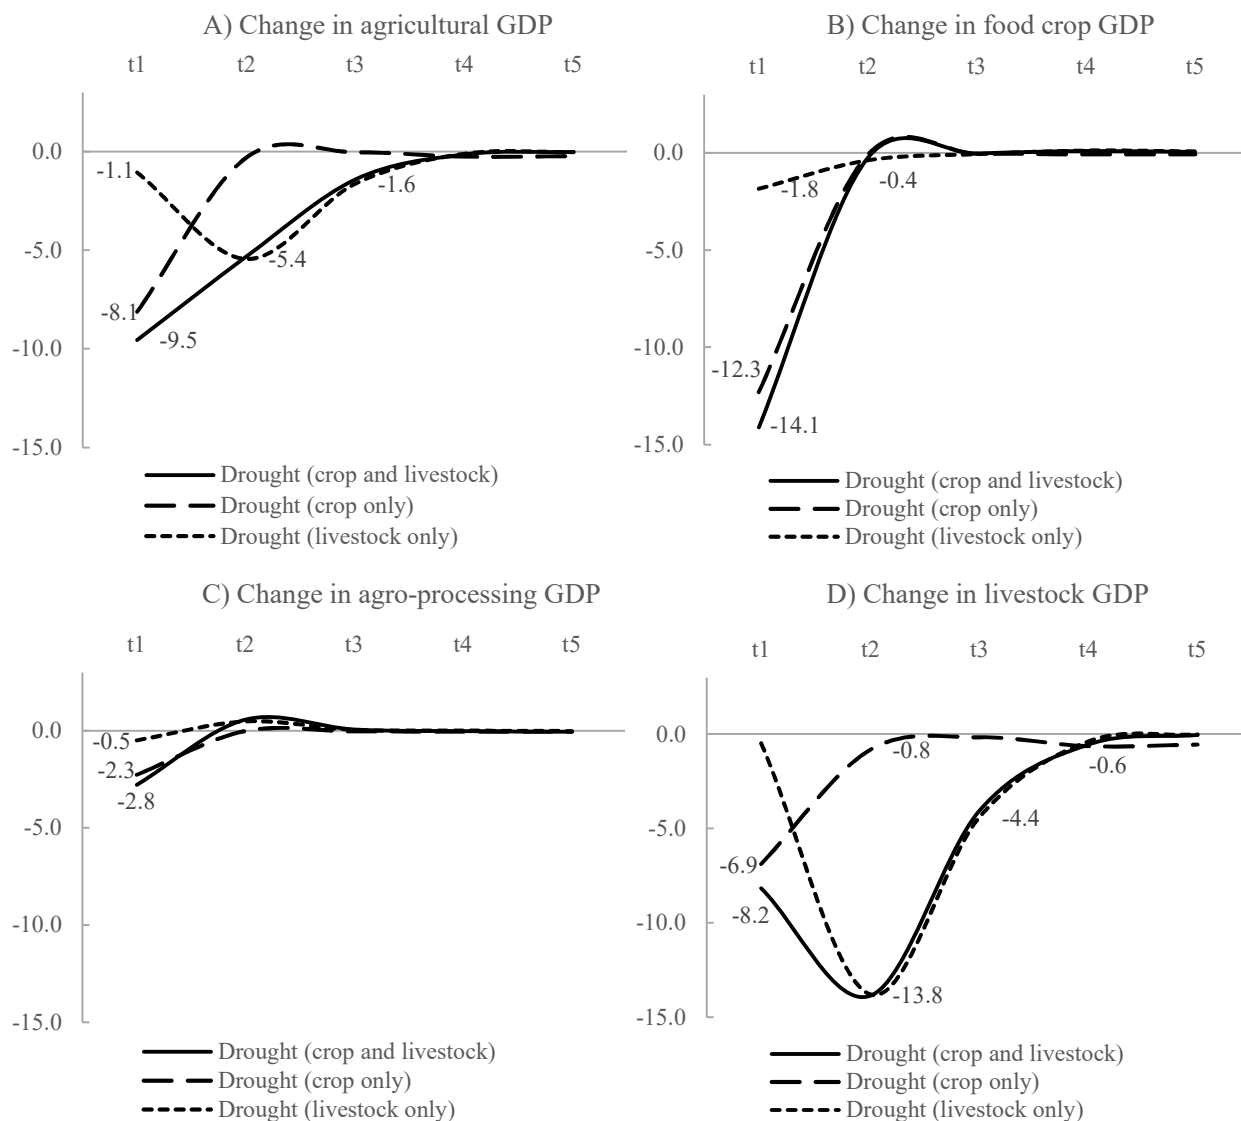 A) Change in agricultural GDP
t1 t2 t3 t4 t5
0.0
-1.1
-1.6
-5.0
-5.4
-8.1
-9.5
-10.0
-15.0
Drought (crop and livestock)
Drought (crop only)
Drought (livestock only)
B) Change in food crop GDP
t1 t2 t3 t4 t5
0.0
-0.4
-1.8
-5.0
-10.0
-12.3
-14.1
-15.0
Drought (crop and livestock)
Drought (crop only)
Drought (livestock only)
C) Change in agro-processing GDP
t1 t2 t3 t4 t5
0.0
-0.5
-2.3
-2.8
-5.0
-10.0
-15.0
Drought (crop and livestock)
Drought (crop only)
Drought (livestock only)
D) Change in livestock GDP
t1 t2 t3 t4 t5
0.0
-0.8
-0.6
-4.4
-5.0
-6.9
-8.2
-10.0
-13.8
-15.0
Drought (crop and livestock)
Drought (crop only)
Drought (livestock only)